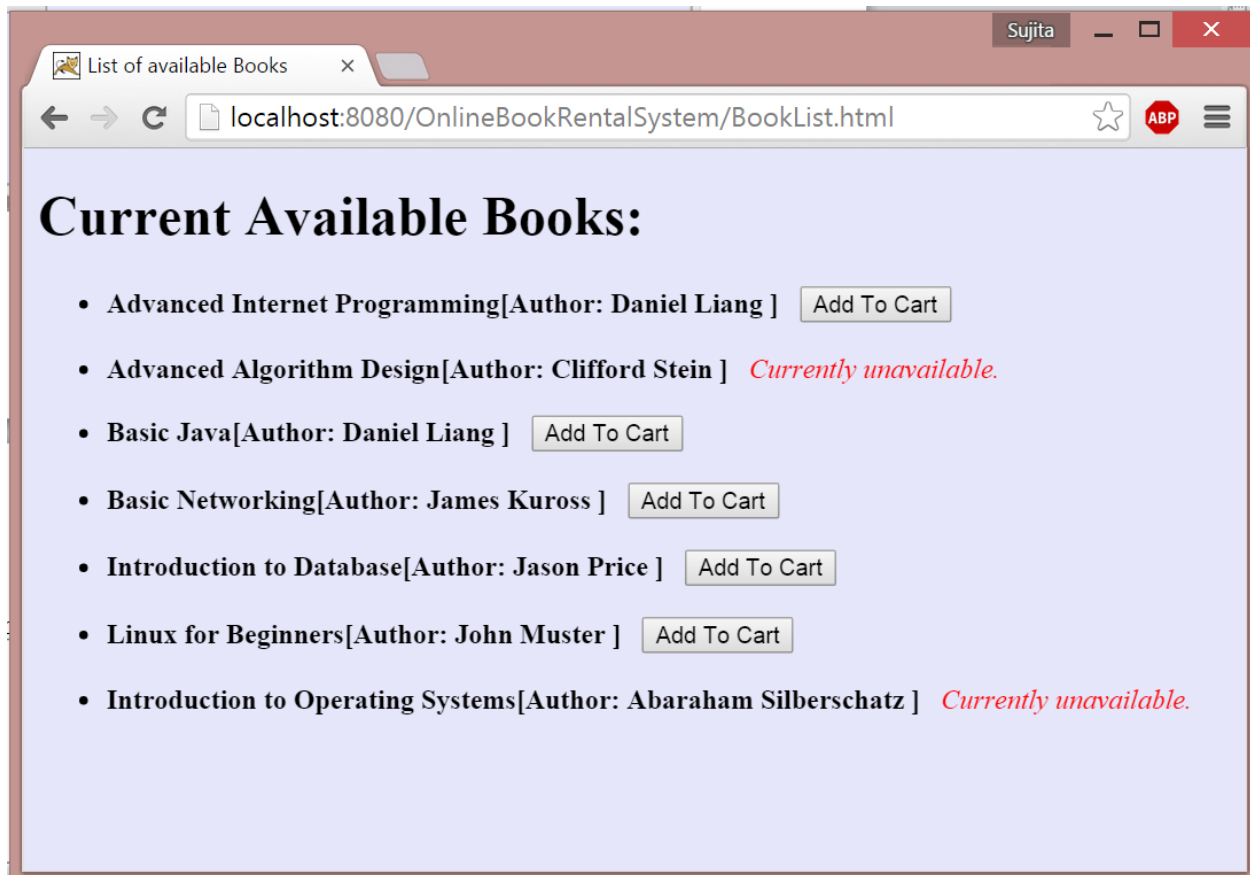 Sujita
List of available Books
localhost:8080/OnlineBookRentalSystem/BookList.html
ABP
Current Available Books:
Advanced Internet Programming[Author: Daniel Liang ] Add To Cart
Advanced Algorithm Design[Author: Clifford Stein ] Currently unavailable.
Basic Java[Author: Daniel Liang ] Add To Cart
Basic Networking[Author: James Kuross ] Add To Cart
Introduction to Database[Author: Jason Price ] Add To Cart
Linux for Beginners[Author: John Muster ] Add To Cart
Introduction to Operating Systems[Author: Abaraham Silberschatz ] Currently unavailable.